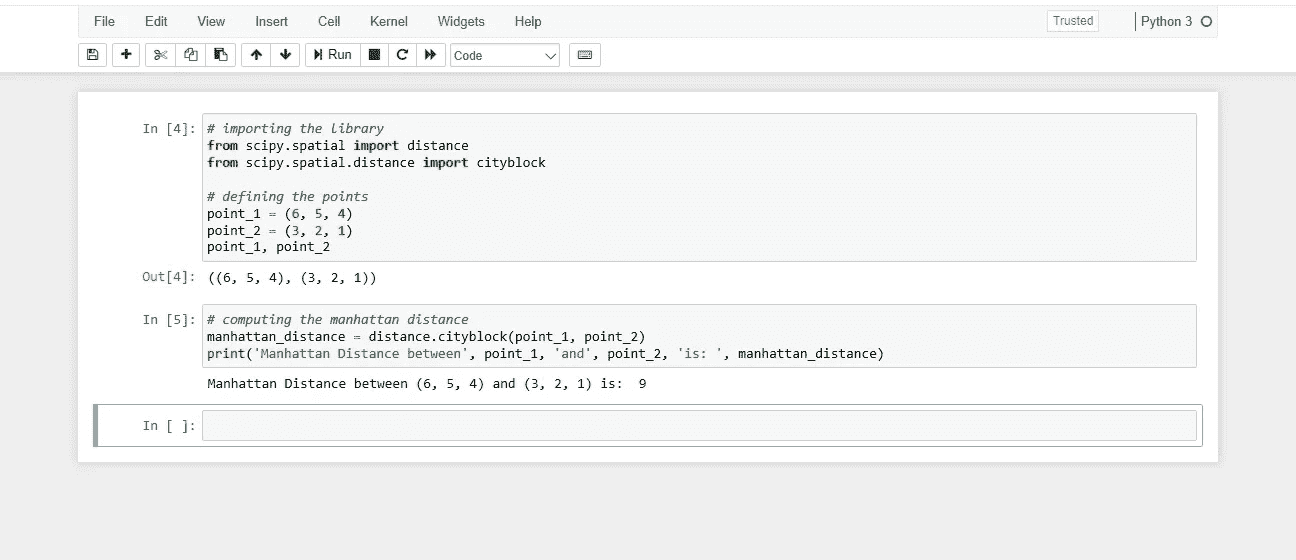 File Edit View Insert Cell Kernel Widgets Help Trusted Python 3
Run Code
In [4]: # importing the library
from scipy.spatial import distance
from scipy.spatial.distance import cityblock
# defining the points
point_1 = (6, 5, 4)
point_2 = (3, 2, 1)
point_1, point_2
Out[4]: ((6, 5, 4), (3, 2, 1))
In [5]: # computing the manhattan distance
manhattan_distance = distance.cityblock(point_1, point_2)
print('Manhattan Distance between', point_1, 'and', point_2, 'is: ', manhattan_distance)
Manhattan Distance between (6, 5, 4) and (3, 2, 1) is:  9
In [ ]: